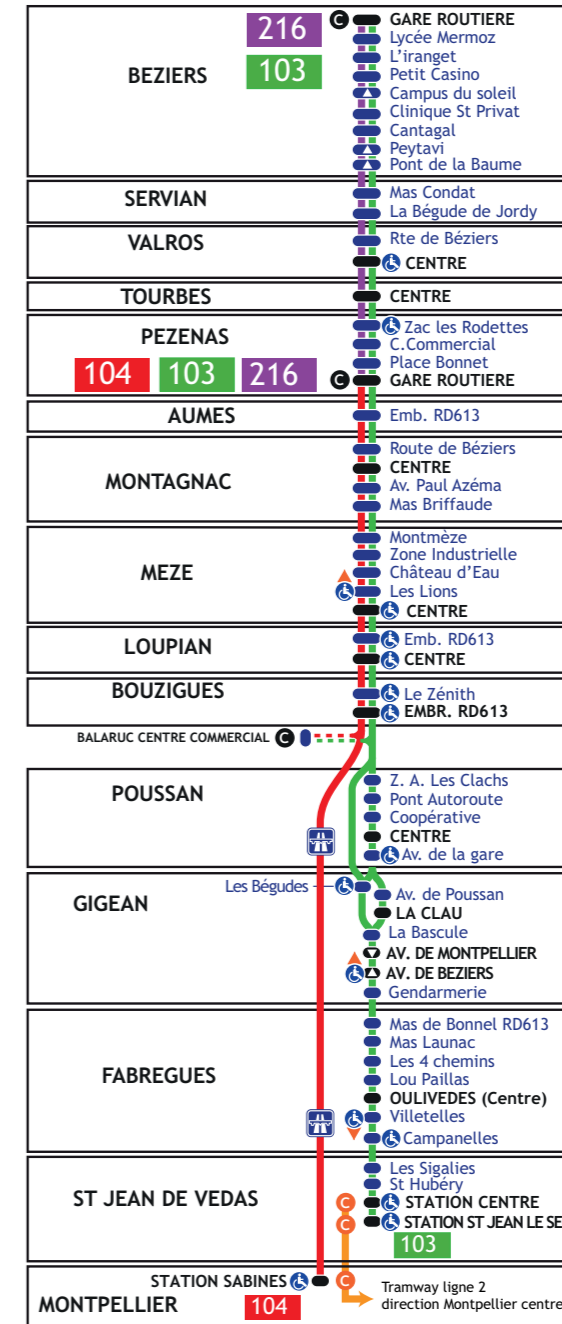 216
103
BEZIERS
C GARE ROUTIERE
Lycée Mermoz
L'iranget
Petit Casino
Campus du soleil
Clinique St Privat
Cantagal
Peytavi
Pont de la Baume
SERVIAN
Mas Condat
La Bégude de Jordy
VALROS
Rte de Béziers
CENTRE
TOURBES
CENTRE
PEZENAS
104 103 216
Zac les Rodettes
C.Commercial
Place Bonnet
C GARE ROUTIERE
AUMES
Emb. RD613
MONTAGNAC
Route de Béziers
CENTRE
Av. Paul Azéma
Mas Briffaude
MEZE
Montmèze
Zone Industrielle
Château d'Eau
Les Lions
CENTRE
LOUPIAN
Emb. RD613
CENTRE
BOUZIGUES
Le Zénith
EMBR. RD613
BALARUC CENTRE COMMERCIAL C
POUSSAN
Z. A. Les Clachs
Pont Autoroute
Coopérative
CENTRE
Av. de la gare
GIGEAN
Les Bégudes
Av. de Poussan
LA CLAU
La Bascule
AV. DE MONTPELLIER
AV. DE BEZIERS
Gendarmerie
FABREGUES
Mas de Bonnel RD613
Mas Launac
Les 4 chemins
Lou Paillas
OULIVEDES (Centre)
Villetelles
Campanelles
ST JEAN DE VEDAS
Les Sigalies
St Hubéry
C STATION CENTRE
C STATION ST JEAN LE SE
103
STATION SABINES C
MONTPELLIER
104
Tramway ligne 2
direction Montpellier centre